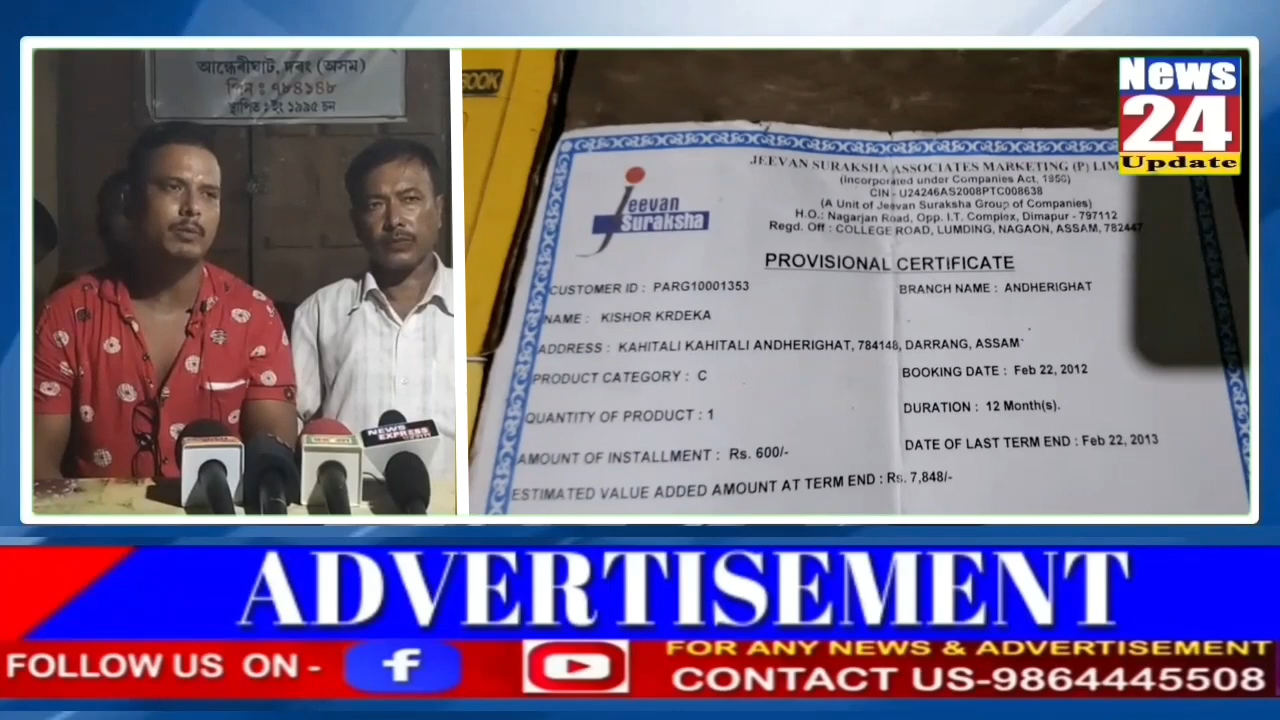 আন্ধেৰীঘাট, দৰং (অসম)
পিন : ৭৮৪১৪৮
স্থাপিত : ইং ১৯৯৫ চন
BOOK
News
24
Update
Jeevan
Suraksha
JEEVAN SURAKSHA ASSOCIATES MARKETING (P) LIM
(Incorporated under Companies Act, 1956)
CIN - U24246AS2008PTC008638
(A Unit of Jeevan Suraksha Group of Companies)
H.O.: Nagarjan Road, Opp. I.T. Complex, Dimapur - 797112
Regd. Off : COLLEGE ROAD, LUMDING, NAGAON, ASSAM, 782447
PROVISIONAL CERTIFICATE
CUSTOMER ID : PARG10001353
BRANCH NAME : ANDHERIGHAT
NAME : KISHOR KRDEKA
ADDRESS : KAHITALI KAHITALI ANDHERIGHAT, 784148, DARRANG, ASSAM
PRODUCT CATEGORY : C
BOOKING DATE : Feb 22, 2012
QUANTITY OF PRODUCT : 1
DURATION : 12 Month(s).
AMOUNT OF INSTALLMENT : Rs. 600/-
DATE OF LAST TERM END : Feb 22, 2013
ESTIMATED VALUE ADDED AMOUNT AT TERM END : Rs. 7,848/-
NEWS
EXPRESS
ADVERTISEMENT
FOLLOW US ON -
FOR ANY NEWS & ADVERTISEMENT
CONTACT US-9864445508